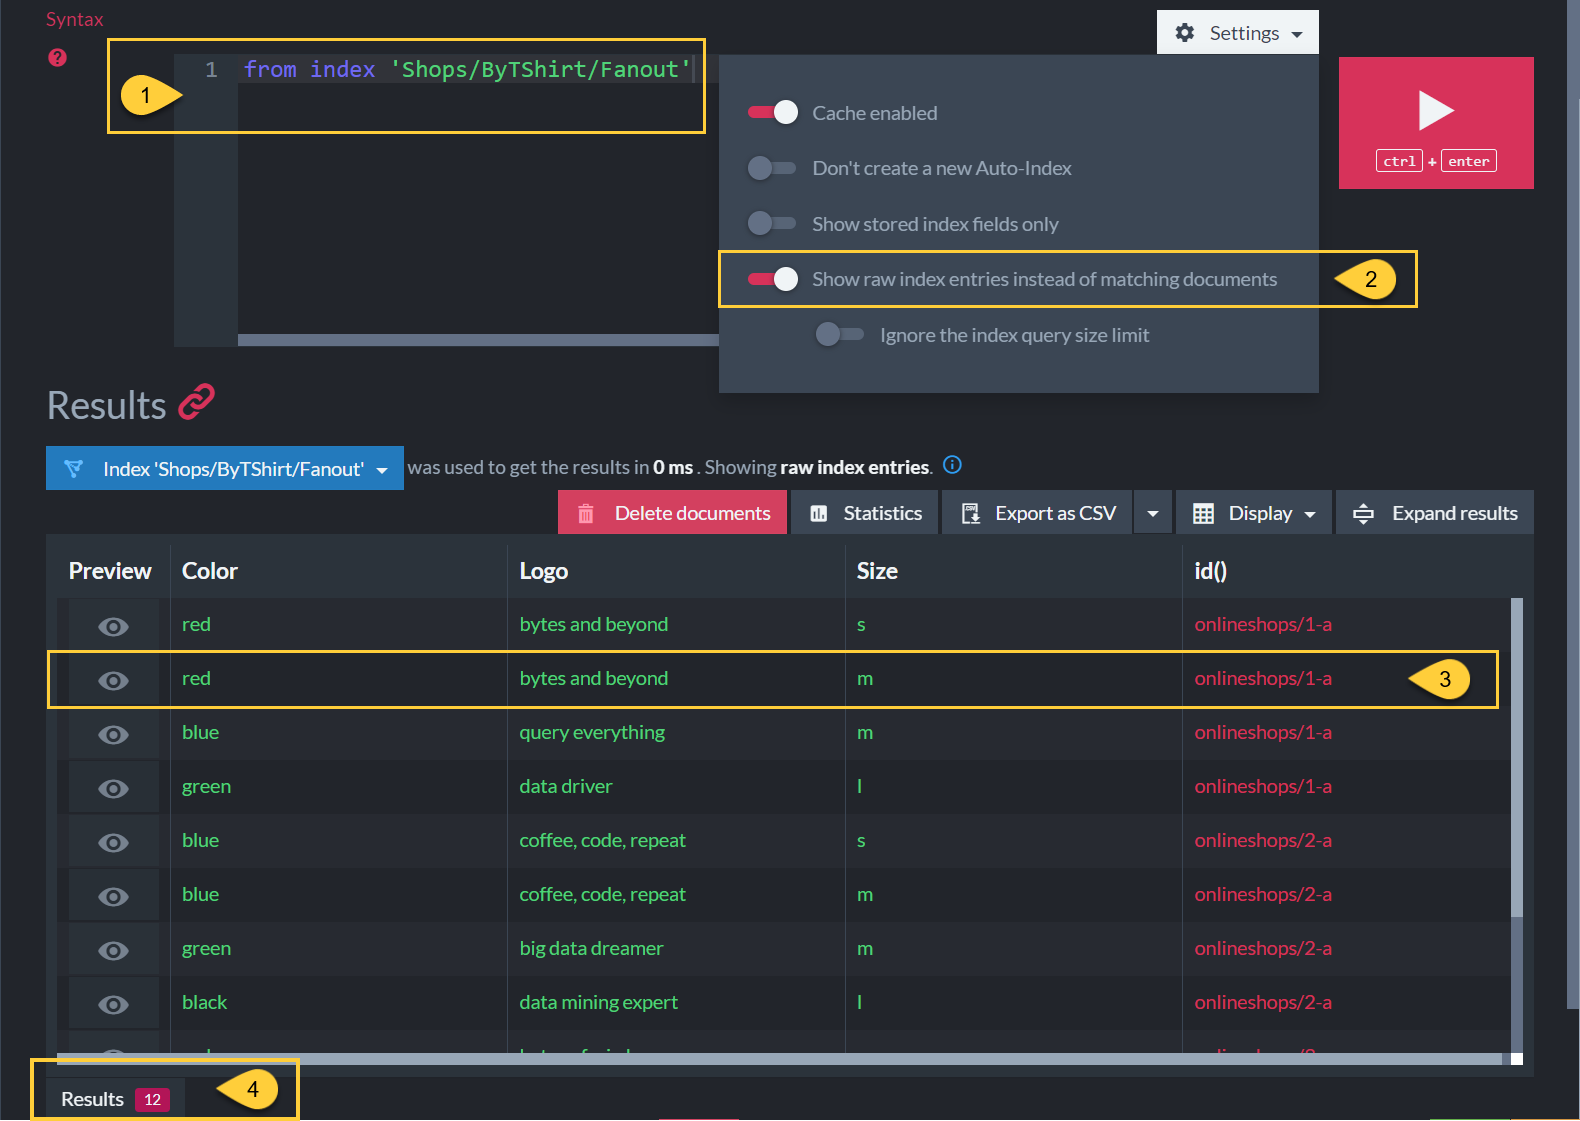 Syntax
Settings
?
1 from index 'Shops/ByTShirt/Fanout'
1
Cache enabled
Don't create a new Auto-Index
Show stored index fields only
Show raw index entries instead of matching documents
2
Ignore the index query size limit
ctrl + enter
Results
Index 'Shops/ByTShirt/Fanout' was used to get the results in 0 ms . Showing raw index entries.
Delete documents Statistics Export as CSV Display Expand results
Preview Color Logo Size id()
red bytes and beyond s onlineshops/1-a
red bytes and beyond m onlineshops/1-a 3
blue query everything m onlineshops/1-a
green data driver l onlineshops/1-a
blue coffee, code, repeat s onlineshops/2-a
blue coffee, code, repeat m onlineshops/2-a
green big data dreamer m onlineshops/2-a
black data mining expert l onlineshops/2-a
Results 12 4